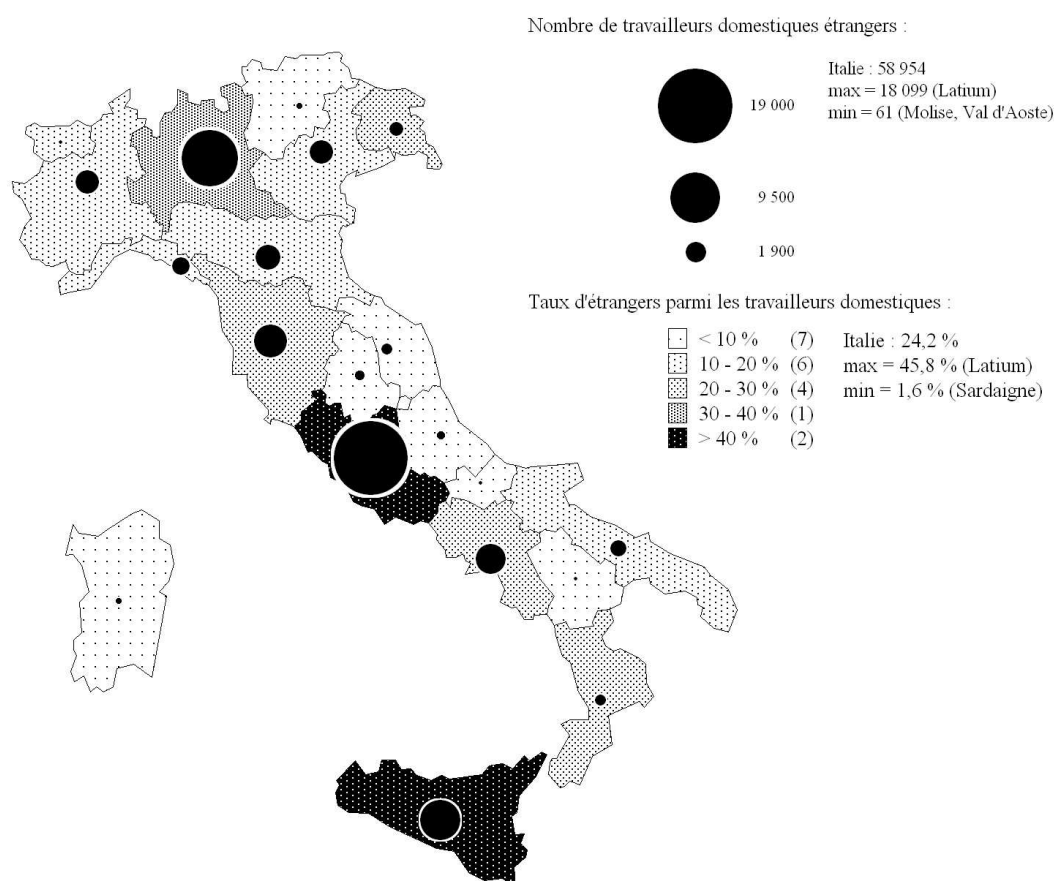 Nombre de travailleurs domestiques étrangers :
19 000
Italie : 58 954
max = 18 099 (Latium)
min = 61 (Molise, Val d'Aoste)
9 500
1 900
Taux d'étrangers parmi les travailleurs domestiques :
< 10 % (7) Italie : 24,2 %
10 - 20 % (6) max = 45,8 % (Latium)
20 - 30 % (4) min = 1,6 % (Sardaigne)
30 - 40 % (1)
> 40 % (2)